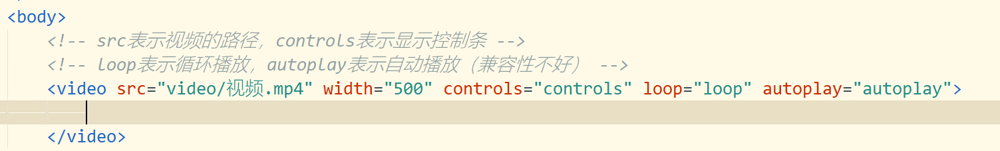 <body>
<!-- src表示视频的路径，controls表示显示控制条 -->
<!-- loop表示循环播放，autoplay表示自动播放（兼容性不好） -->
<video src="video/视频.mp4" width="500" controls="controls" loop="loop" autoplay="autoplay">
</video>